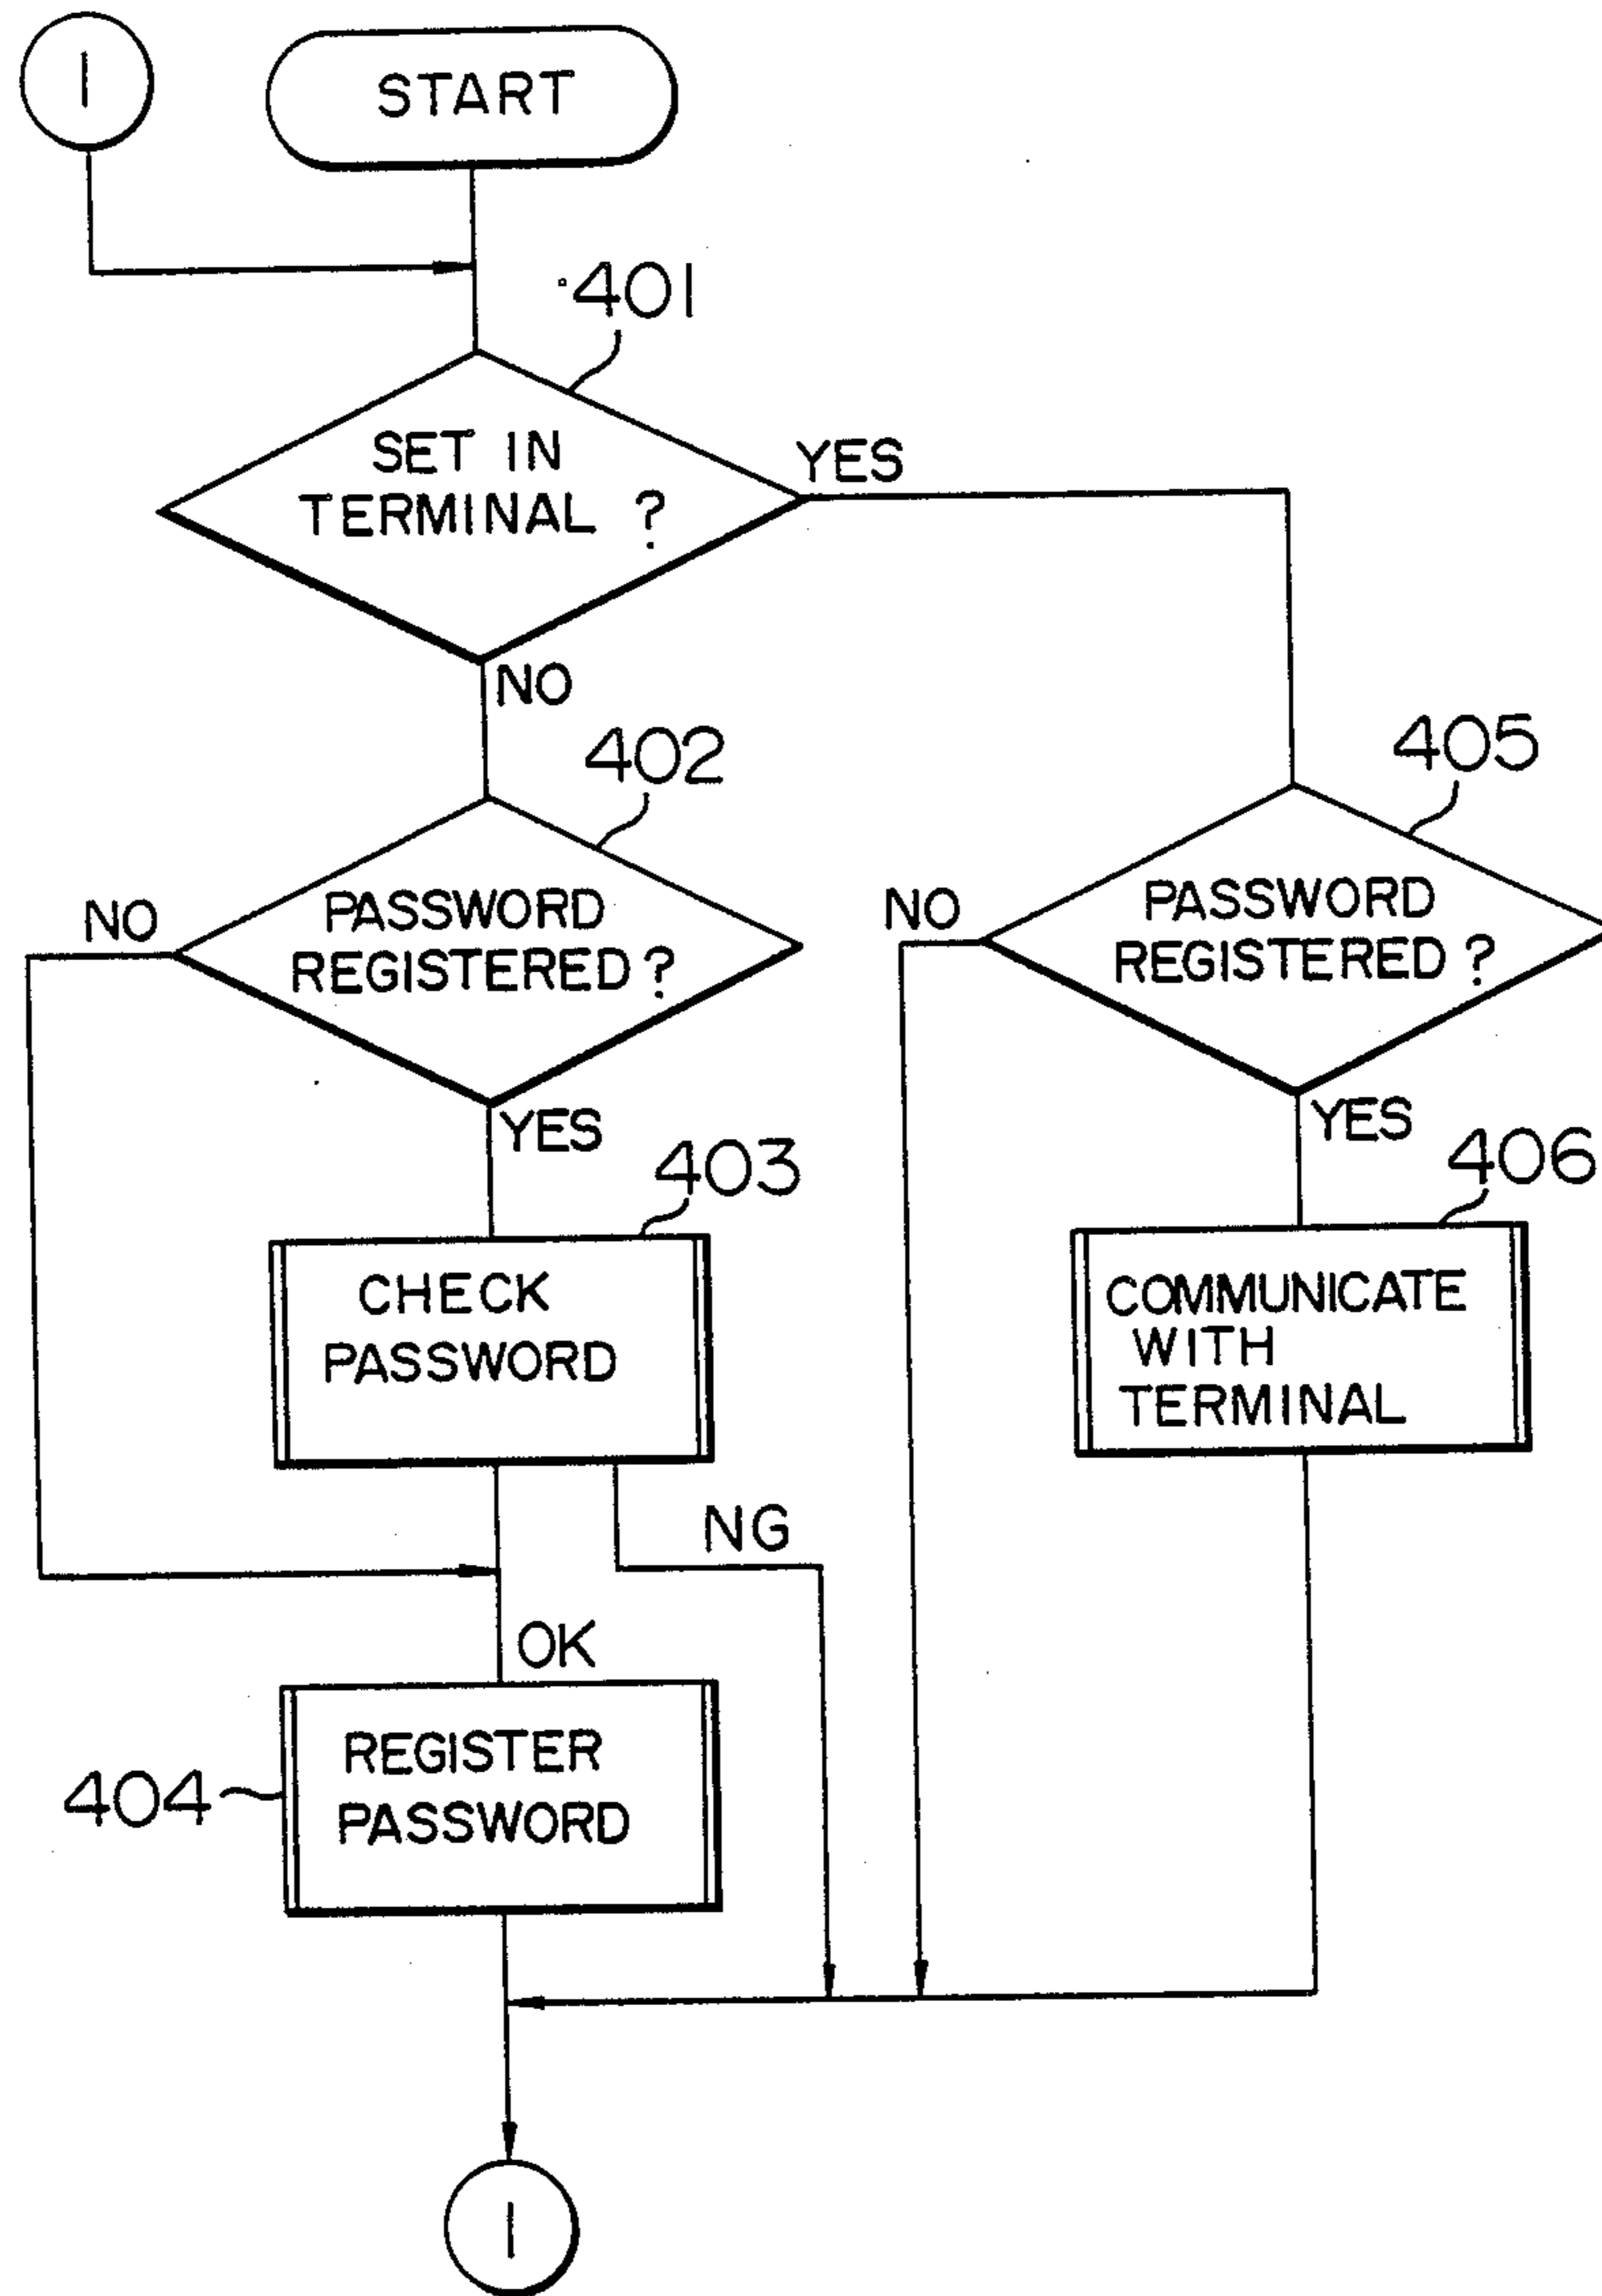 1
START
401
SET IN
TERMINAL ?
YES
NO
402
405
PASSWORD
REGISTERED ?
NO
YES
PASSWORD
REGISTERED ?
NO
YES
403
406
CHECK
PASSWORD
COMMUNICATE
WITH
TERMINAL
NG
OK
REGISTER
PASSWORD
404
1